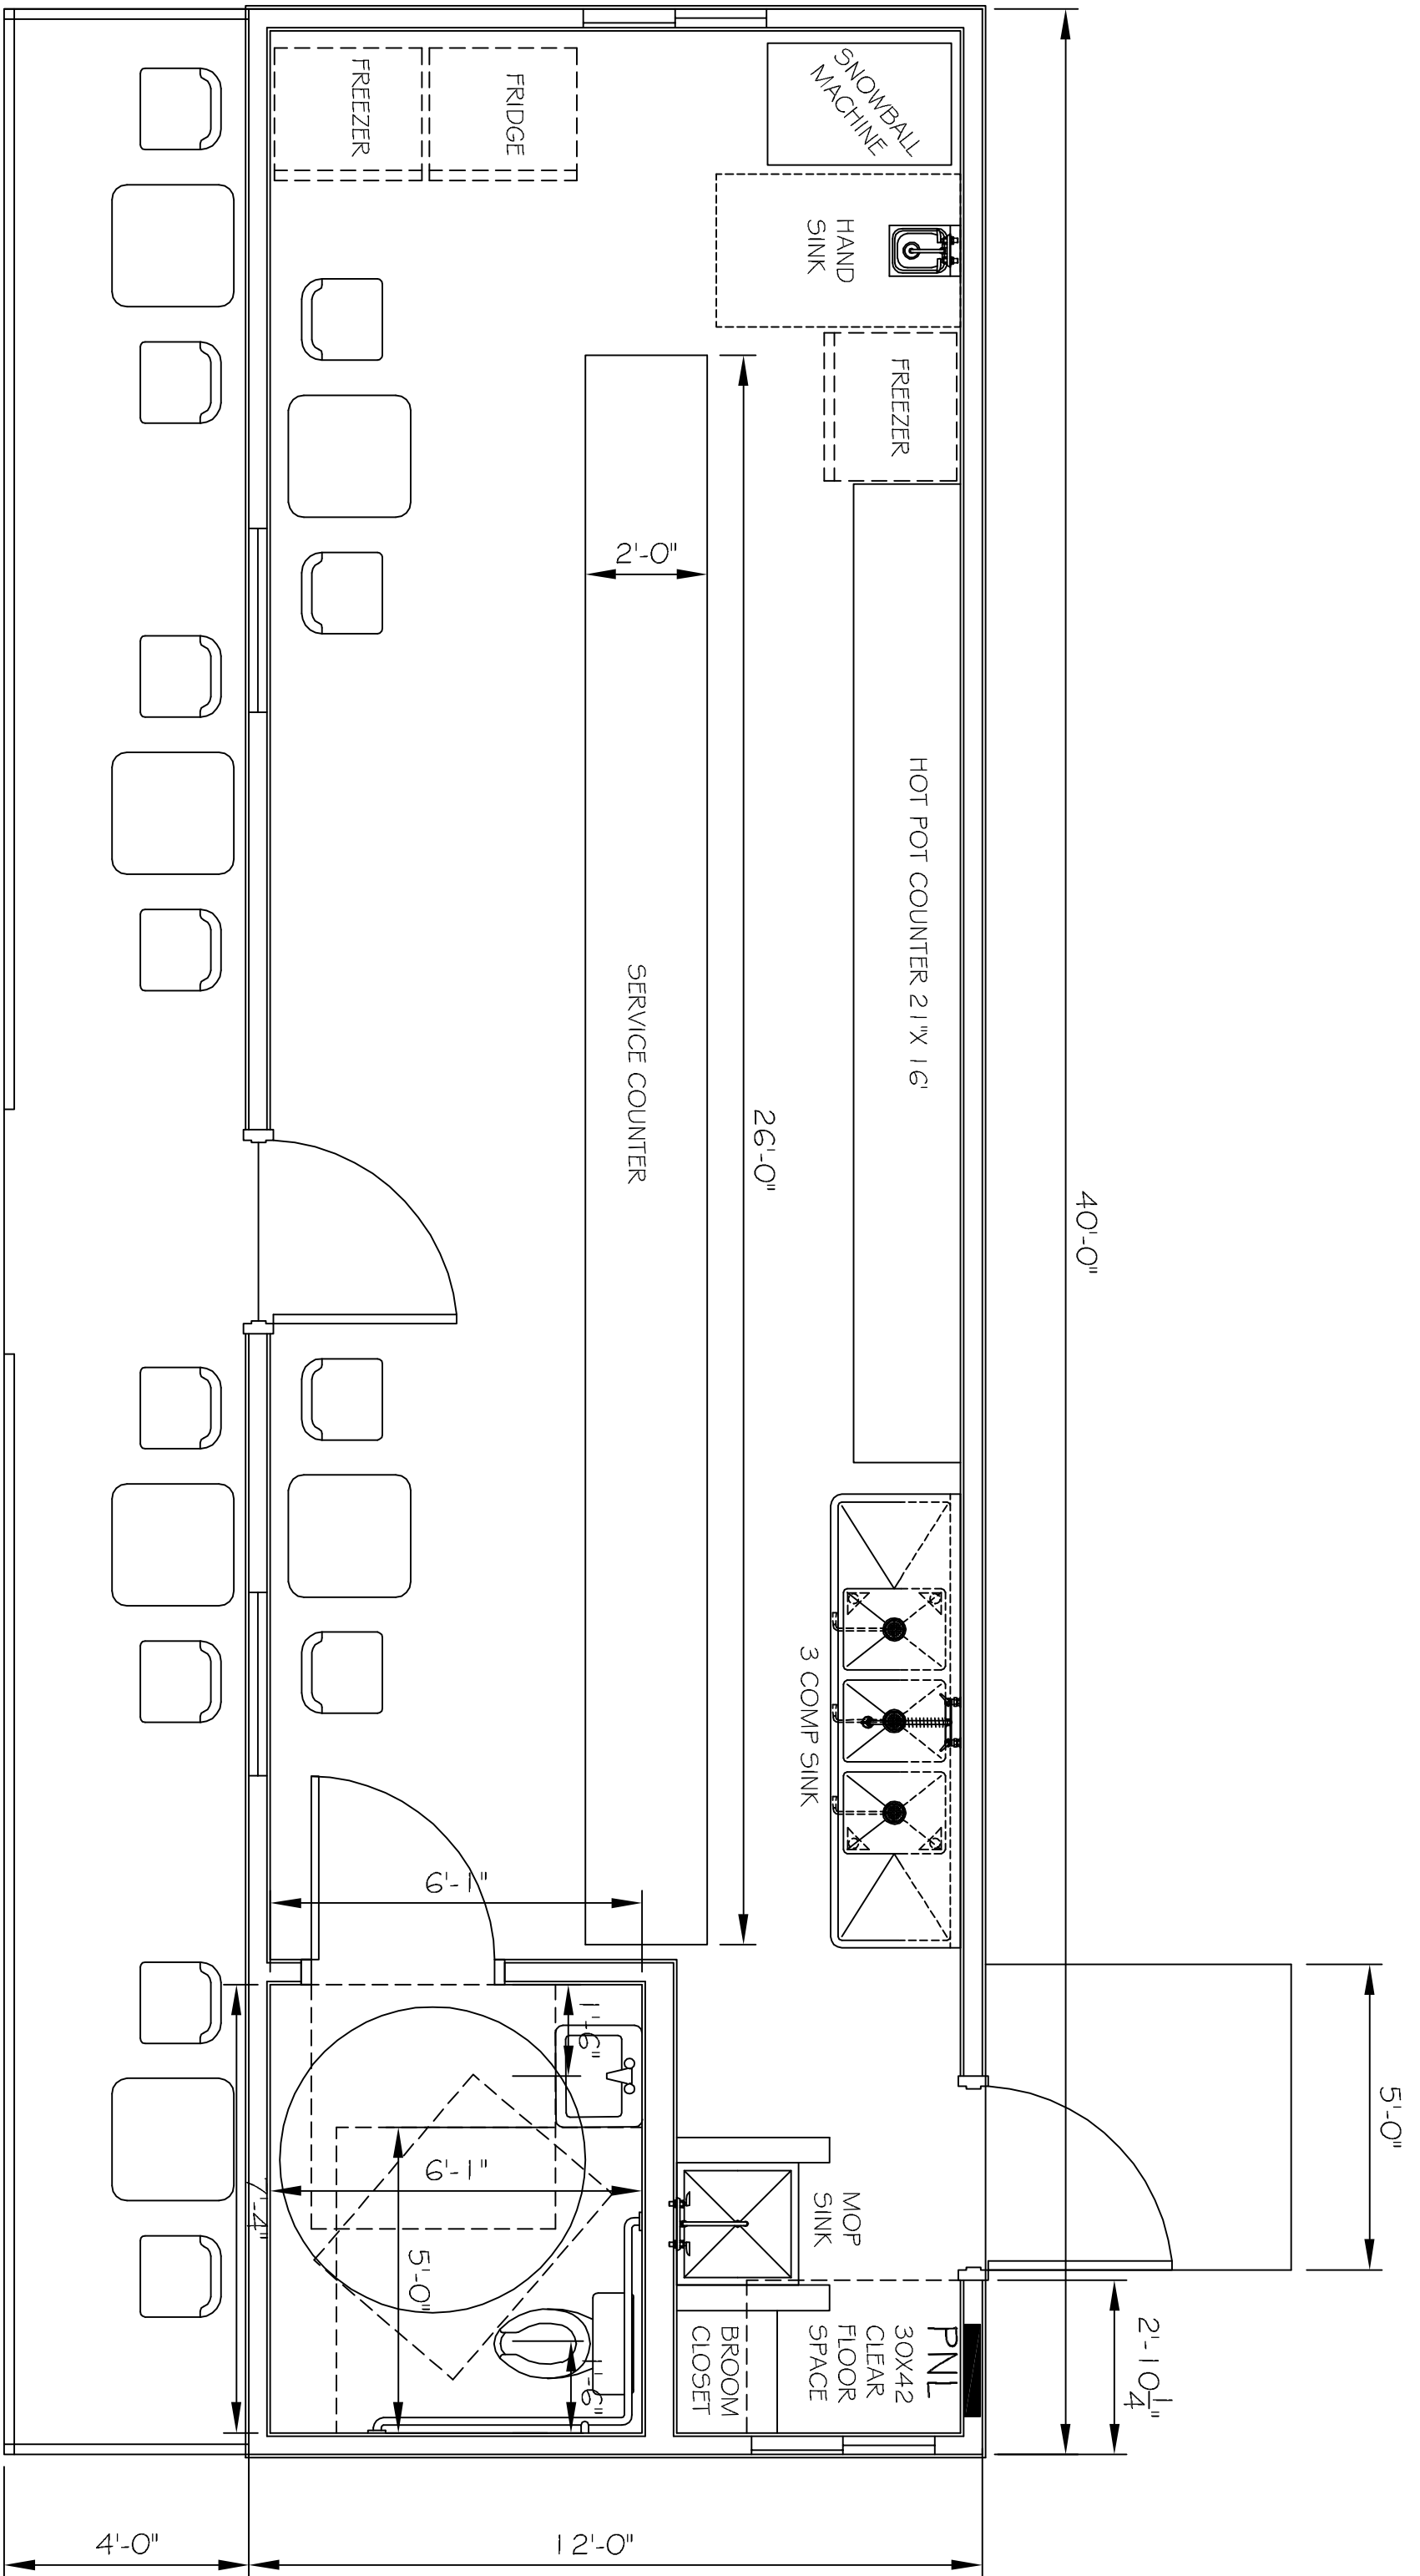 SNOWBALL
MACHINE
FREEZER
FRIDGE
HAND
SINK
FREEZER
2'-0"
HOT POT COUNTER 21"X 16'
SERVICE COUNTER
26'-0"
40'-0"
3 COMP SINK
6'-1"
1'-6"
5'-0"
6'-1"
7'-4"
5'-0"
MOP
SINK
2'-10 1/4"
PNL
30X42
CLEAR
FLOOR
SPACE
BROOM
CLOSET
1'-6"
4'-0"
12'-0"